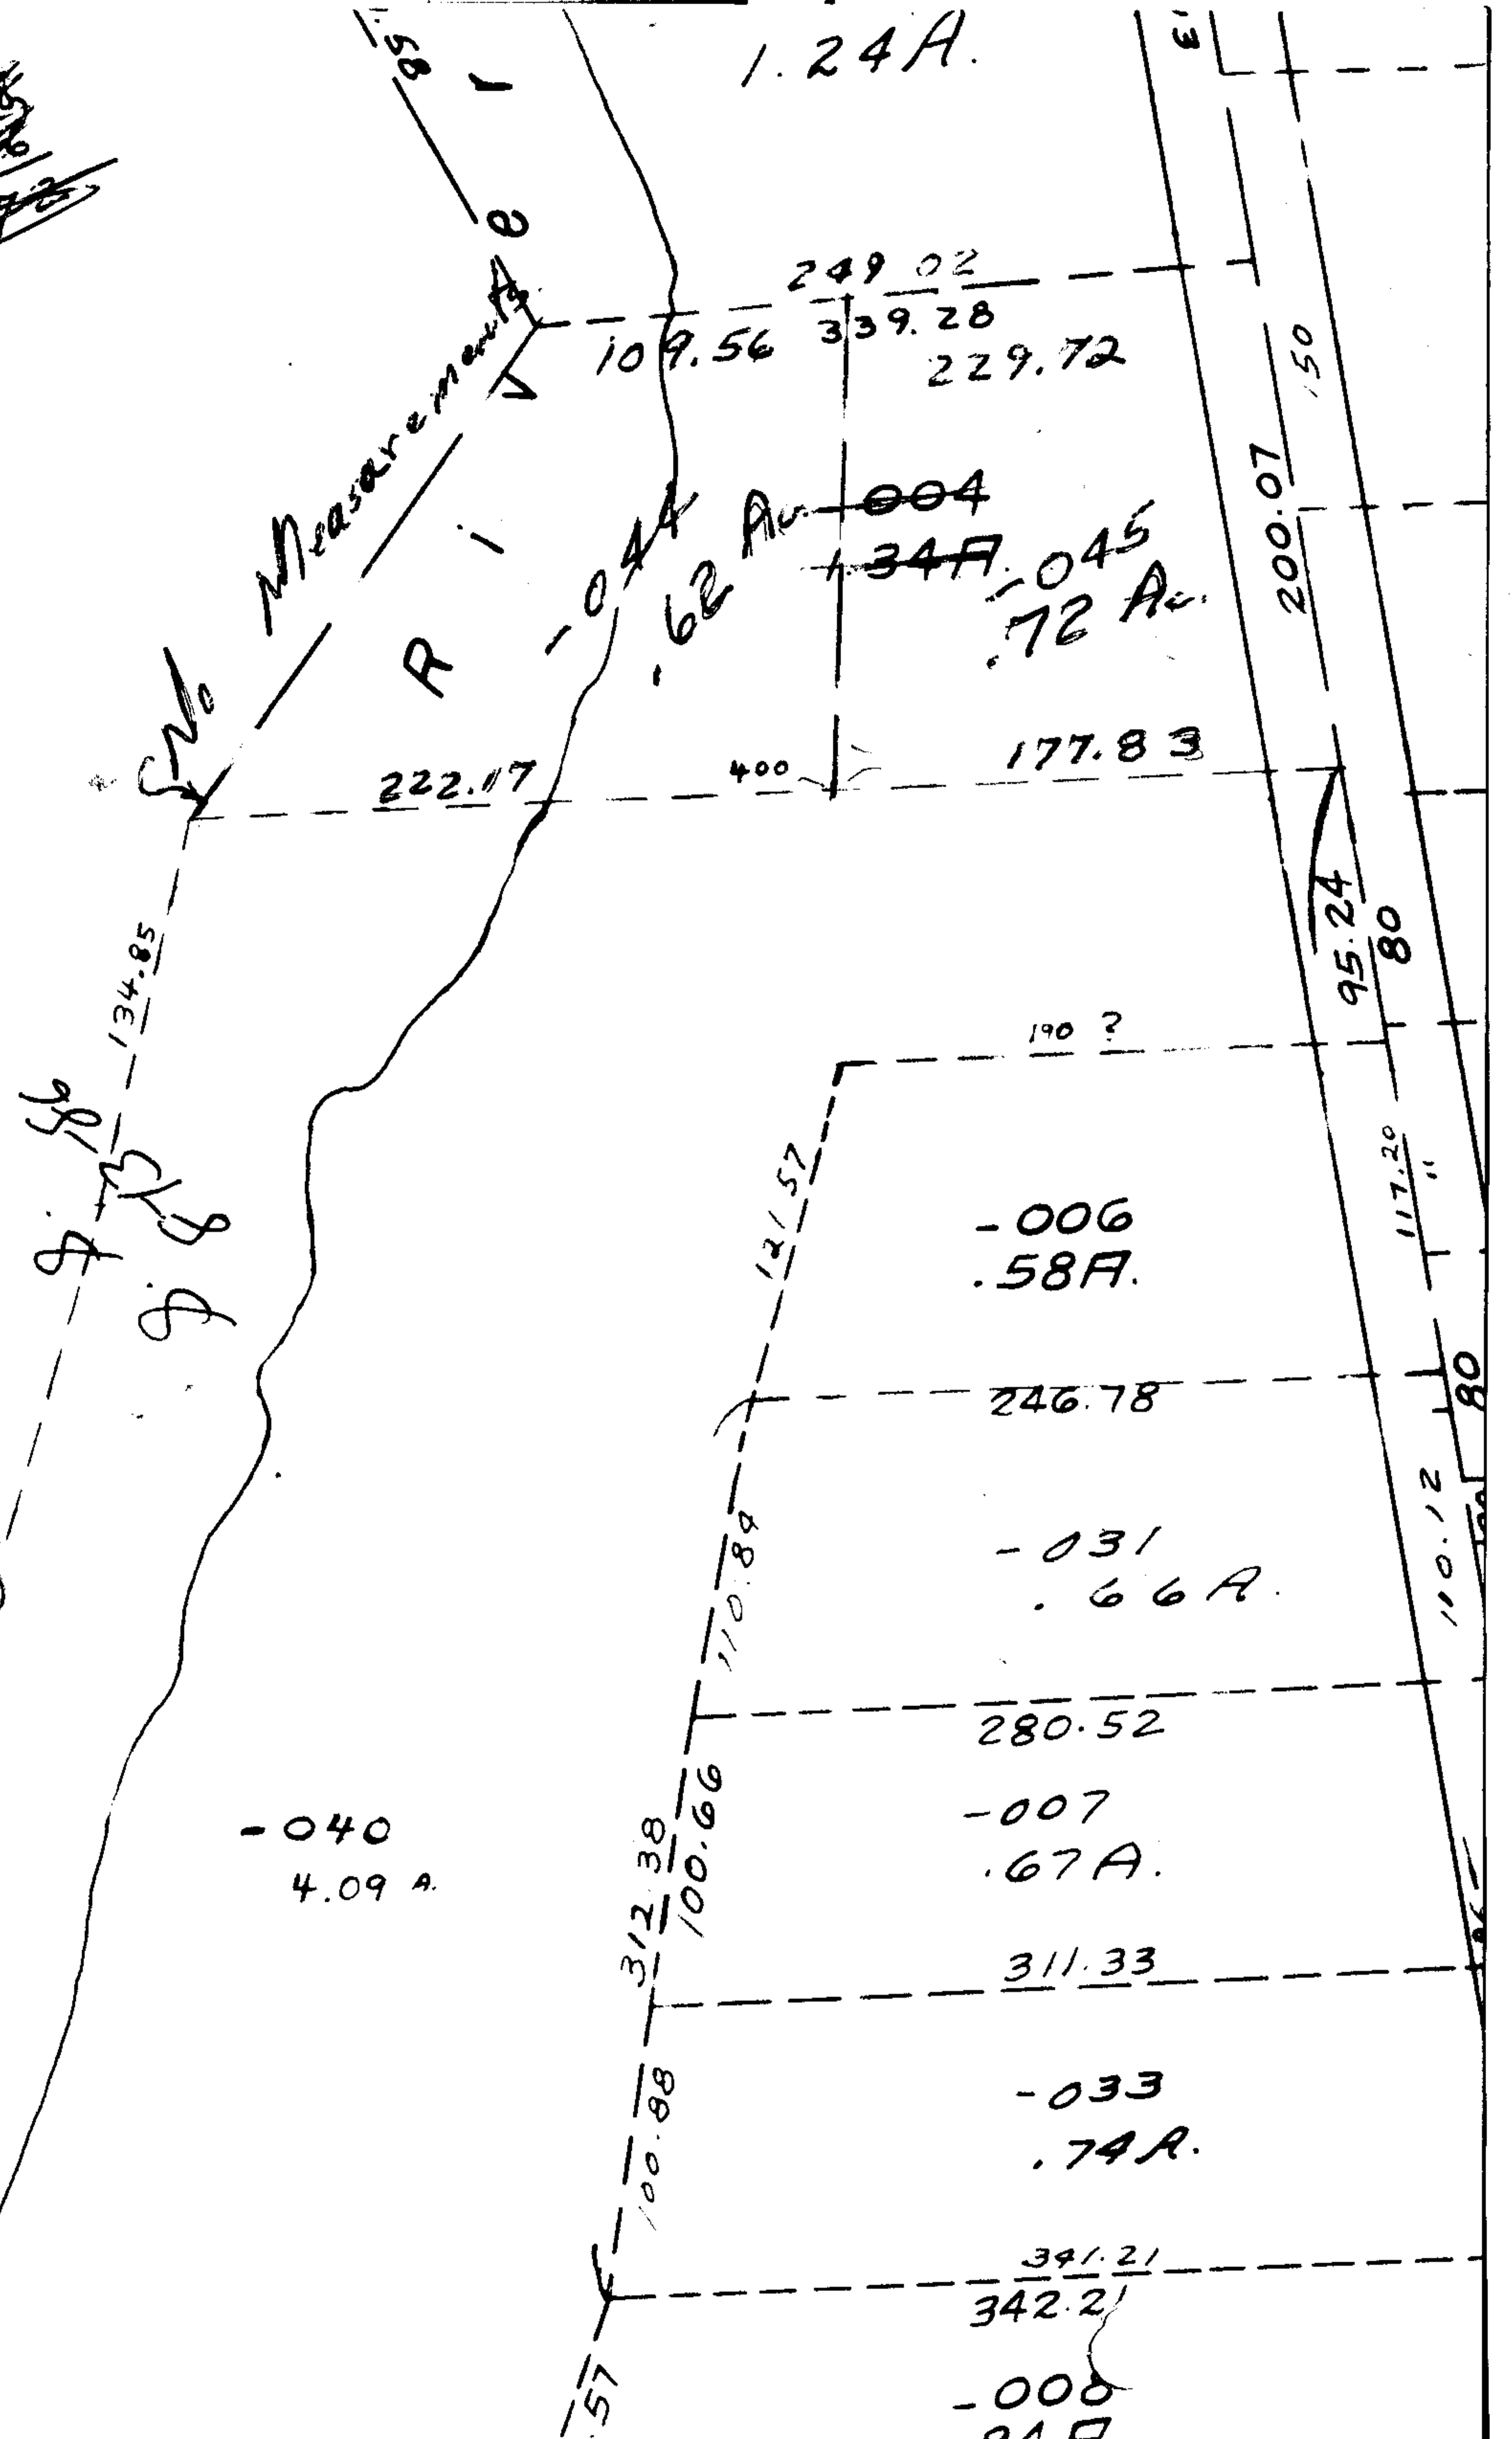 1.24A.
249.02
109.56
339.28
229.72
150
200.07
Measurements
No
R i v e r
-044
.62 Ac.
004
1.34A.
-045
.72 Ac.
222.17
400
177.83
134.85
95.24
80
190 ?
121.57
117.20
-006
.58A.
246.78
80
110.89
110.12
-031
.66A.
280.52
-007
.67A.
312.38
100.66
-040
4.09 A.
311.33
-033
.74A.
100.88
341.21
342.21
.57